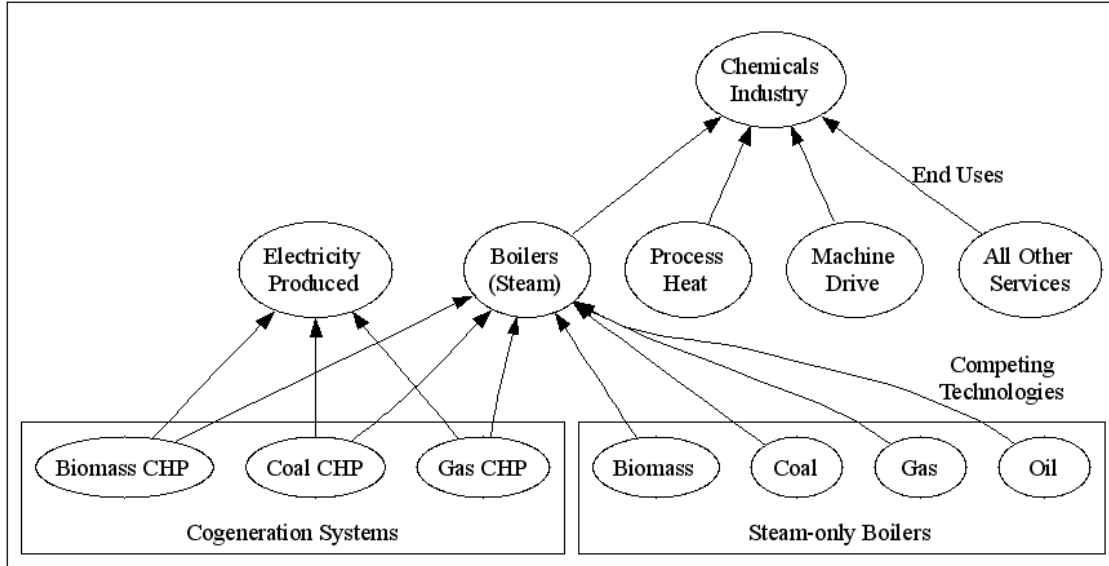 Chemicals
Industry
End Uses
Electricity
Produced
Boilers
(Steam)
Process
Heat
Machine
Drive
All Other
Services
Competing
Technologies
Biomass CHP
Coal CHP
Gas CHP
Biomass
Coal
Gas
Oil
Cogeneration Systems
Steam-only Boilers